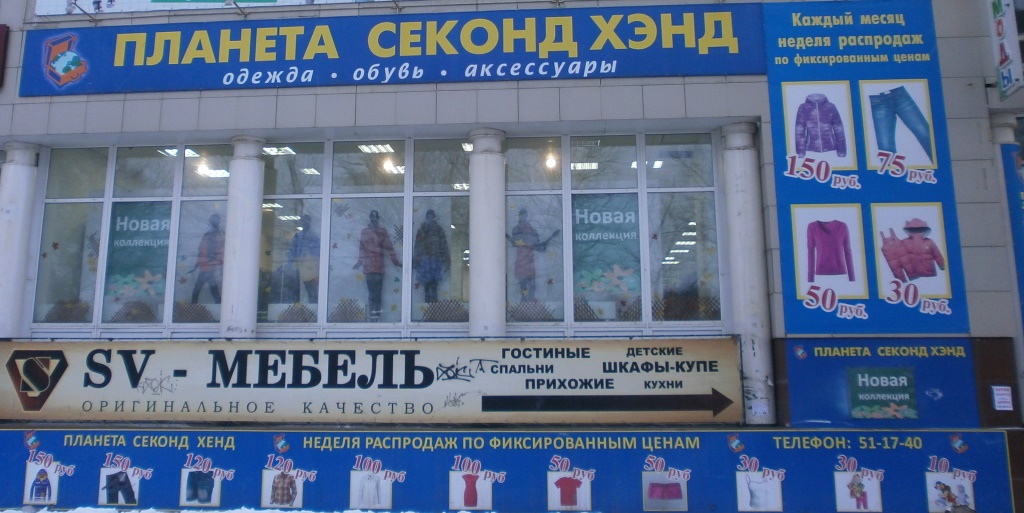 ПЛАНЕТА СЕКОНД ХЭНД
одежда • обувь • аксессуары
Каждый месяц
неделя распродаж
по фиксированным ценам
150 руб.
75 руб.
50 руб.
30 руб.
Новая
коллекция
Новая
коллекция
SV - МЕБЕЛЬ
ОРИГИНАЛЬНОЕ КАЧЕСТВО
S
ГОСТИНЫЕ
ДЕТСКИЕ
СПАЛЬНИ
ШКАФЫ-КУПЕ
ПРИХОЖИЕ
КУХНИ
ПЛАНЕТА СЕКОНД ХЭНД
Новая
коллекция
ПЛАНЕТА СЕКОНД ХЕНД
НЕДЕЛЯ РАСПРОДАЖ ПО ФИКСИРОВАННЫМ ЦЕНАМ
ТЕЛЕФОН: 51-17-40
150 руб
150 руб
120 руб
120 руб
100 руб
100 руб
50 руб
50 руб
30 руб
30 руб
10 руб
МОДЫ